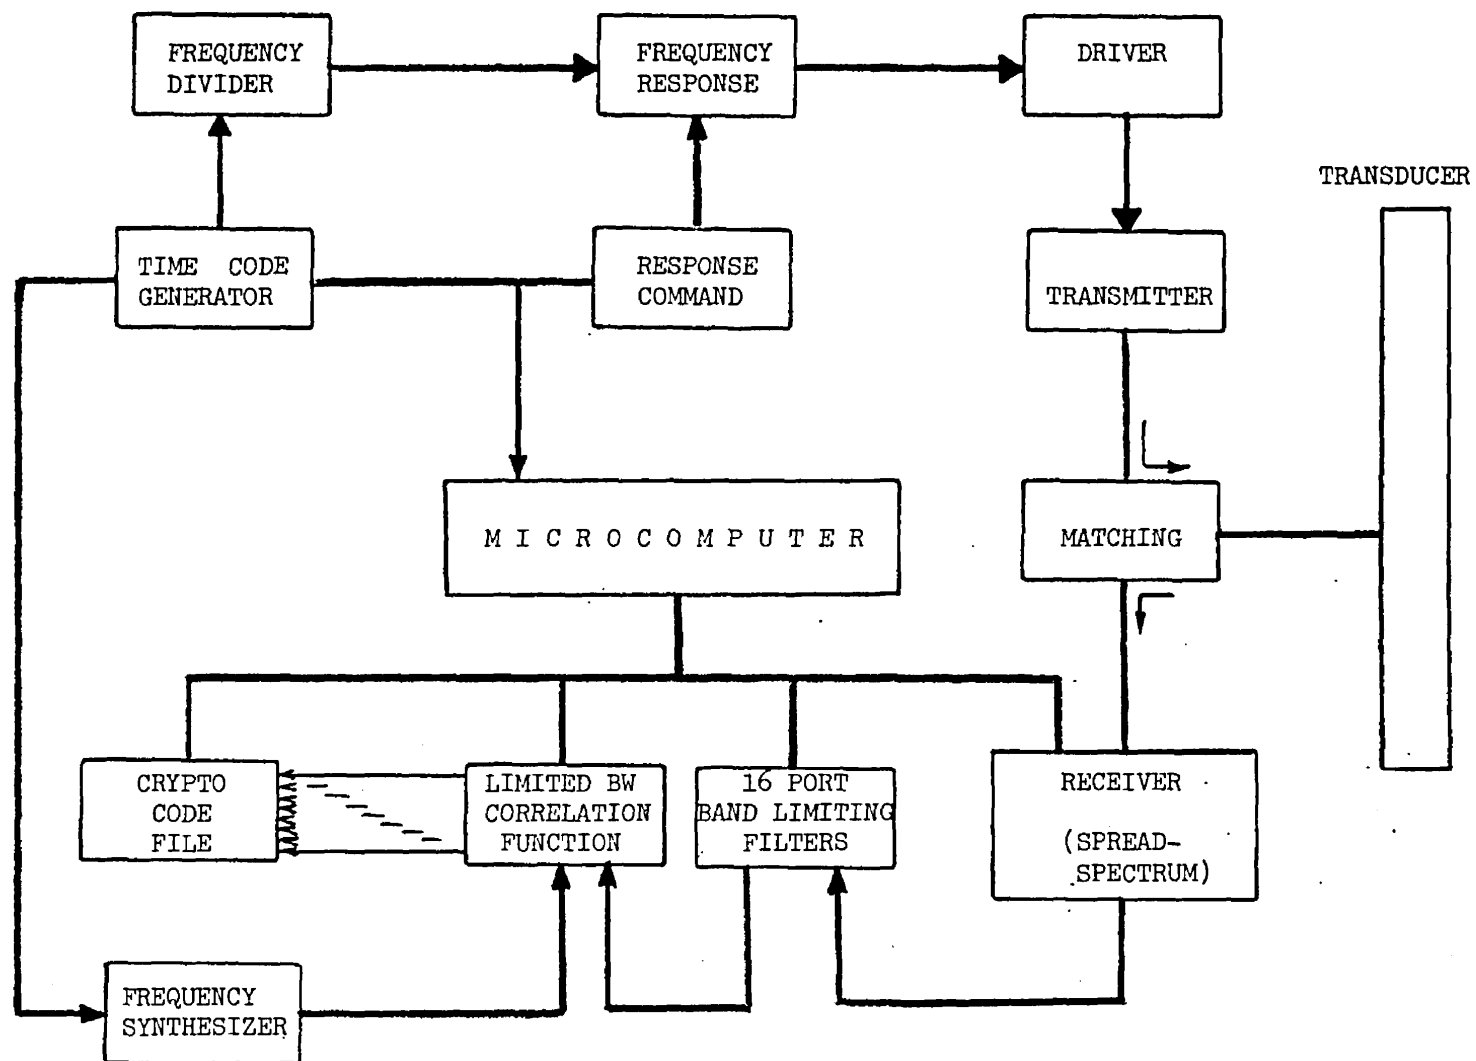 FREQUENCY
DIVIDER
FREQUENCY
RESPONSE
DRIVER
TRANSDUCER
TIME CODE
GENERATOR
RESPONSE
COMMAND
TRANSMITTER
MICROCOMPUTER
MATCHING
CRYPTO
CODE
FILE
LIMITED BW
CORRELATION
FUNCTION
16 PORT
BAND LIMITING
FILTERS
RECEIVER
(SPREAD-
SPECTRUM)
FREQUENCY
SYNTHESIZER